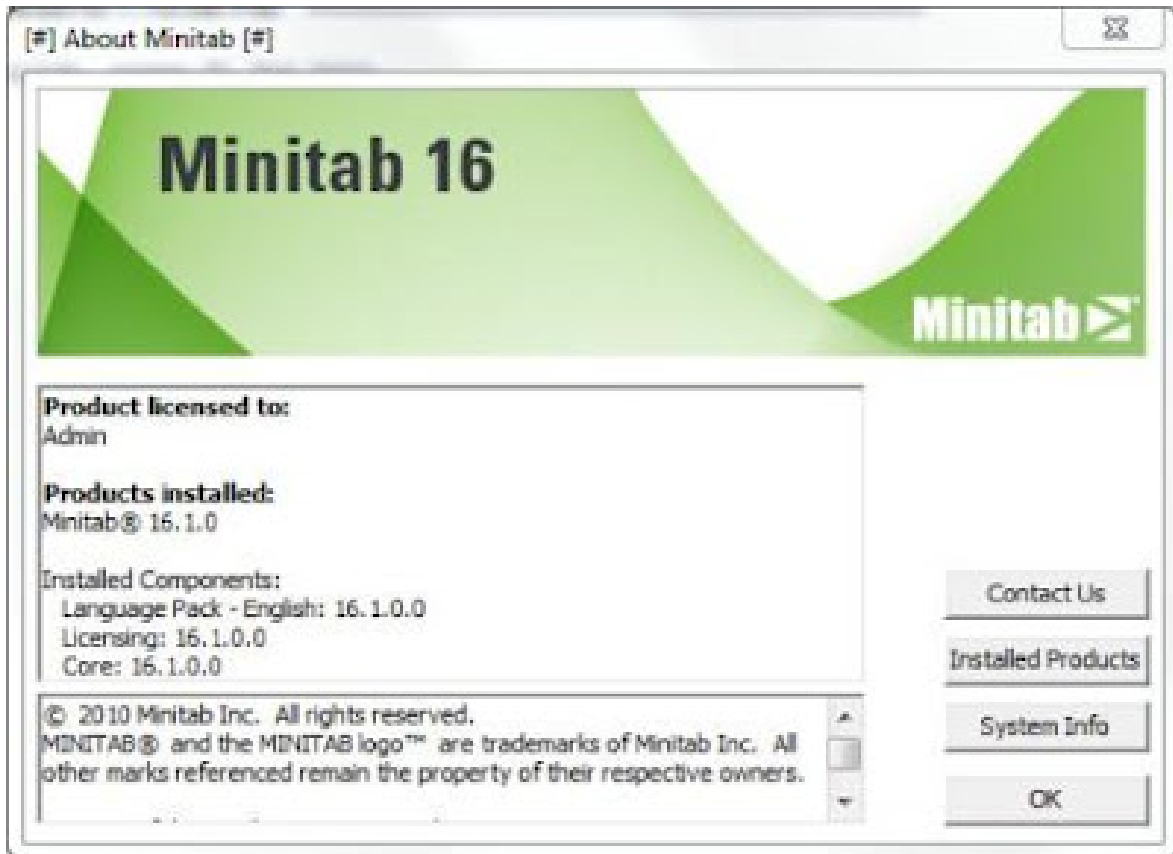 [#] About Minitab [#]
Minitab 16
Minitab
Product licensed to:
Admin
Products installed:
Minitab® 16.1.0
Installed Components:
Language Pack - English: 16.1.0.0
Licensing: 16.1.0.0
Core: 16.1.0.0
© 2010 Minitab Inc. All rights reserved.
MINITAB® and the MINITAB logo™ are trademarks of Minitab Inc. All
other marks referenced remain the property of their respective owners.
Contact Us
Installed Products
System Info
OK